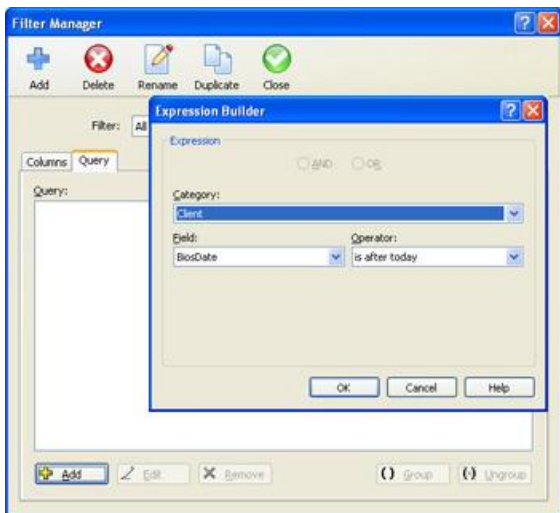 Filter Manager
Add Delete Rename Duplicate Close
Filter: All
Expression Builder
Expression
AND OR
Columns Query
Category:
Query:
Client
Field: Operator:
BiosDate is after today
OK Cancel Help
Add Edit Remove () Group (-) Ungroup